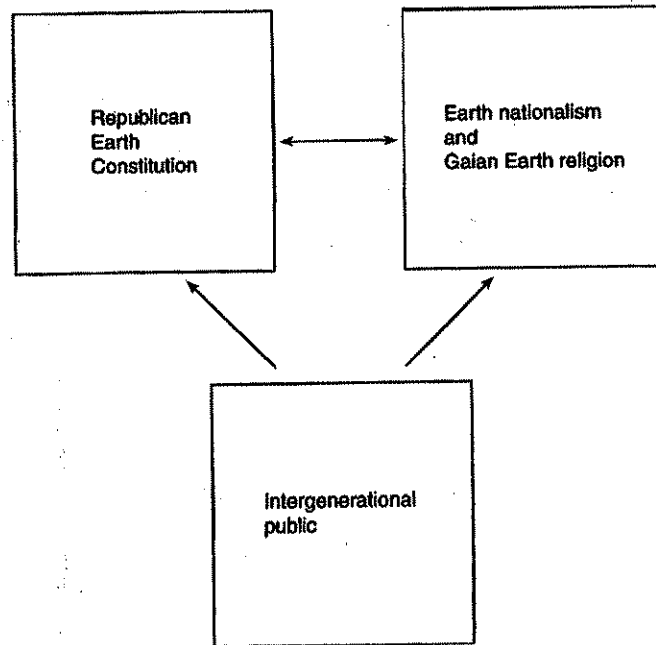 Republican
Earth
Constitution
Earth nationalism
and
Gaian Earth religion
Intergenerational
public